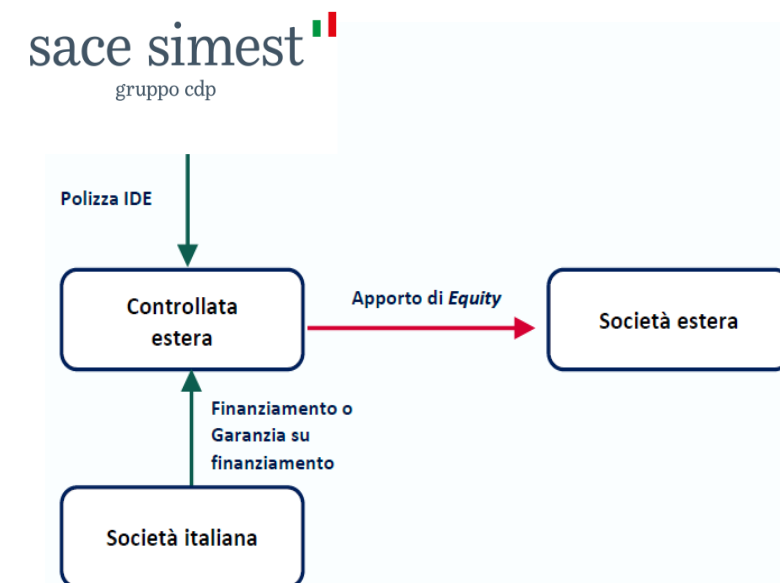 sace simest
gruppo cdp
Polizza IDE
Controllata
estera
Apporto di Equity
Società estera
Finanziamento o
Garanzia su
finanziamento
Società italiana